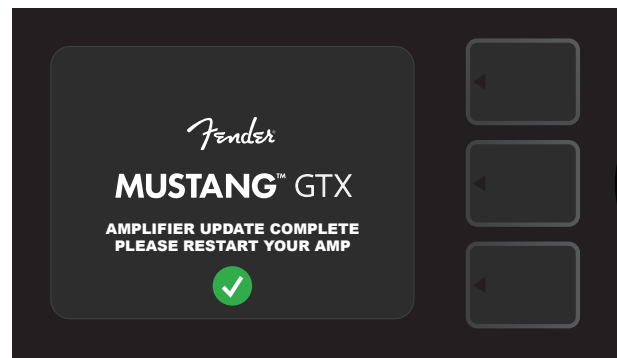 Fender
MUSTANG™ GTX
AMPLIFIER UPDATE COMPLETE
PLEASE RESTART YOUR AMP